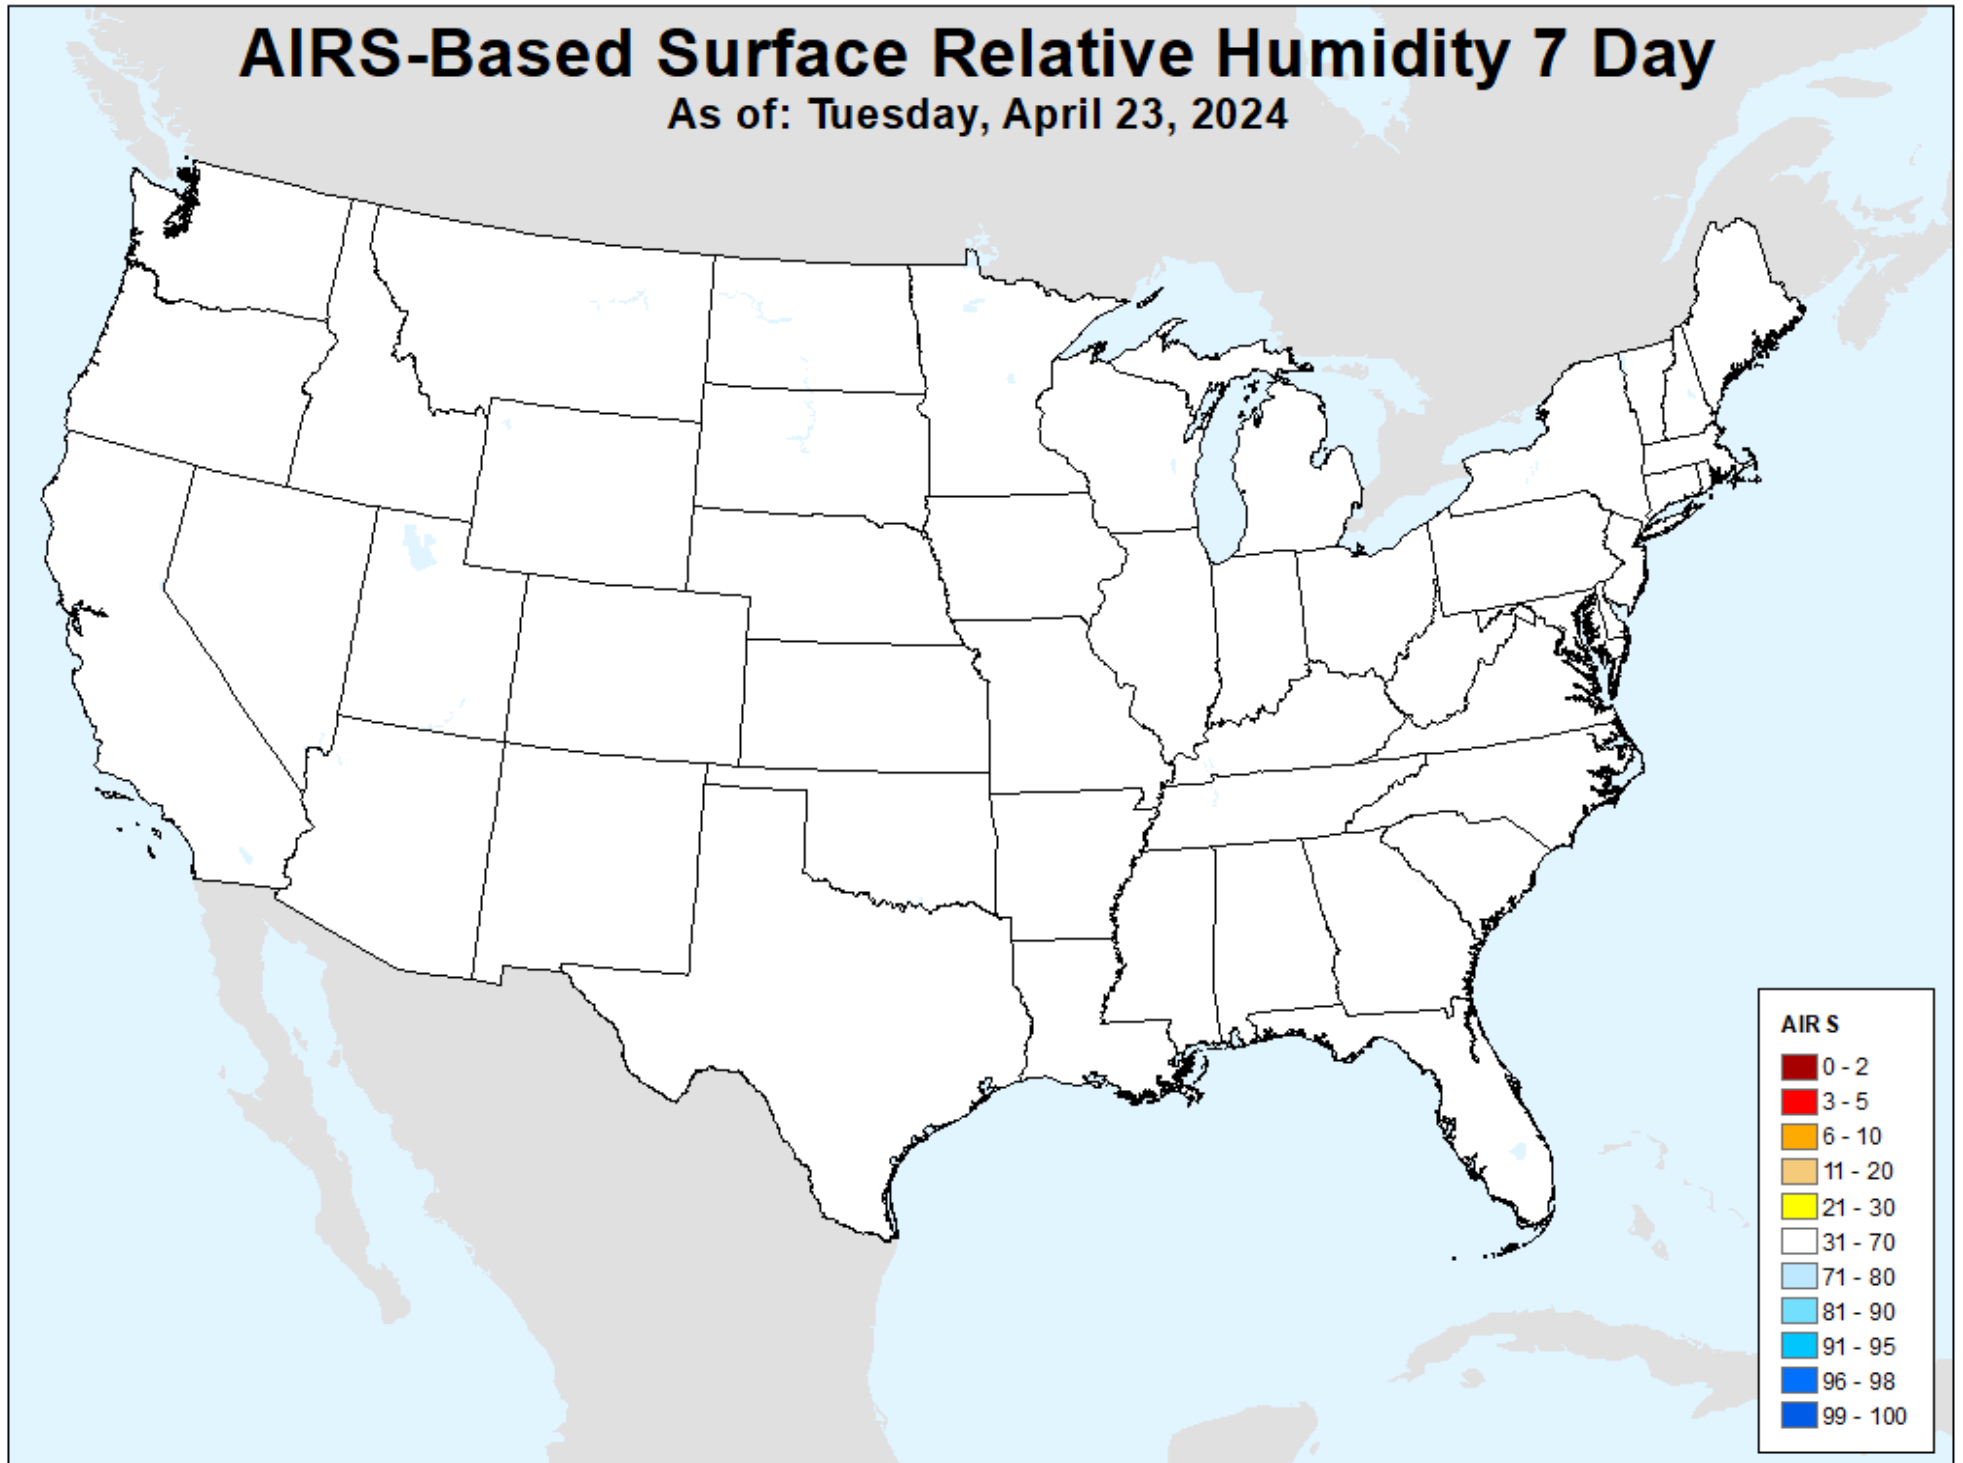 AIRS-Based Surface Relative Humidity 7 Day
As of: Tuesday, April 23, 2024
AIRS
0 - 2
3 - 5
6 - 10
11 - 20
21 - 30
31 - 70
71 - 80
81 - 90
91 - 95
96 - 98
99 - 100